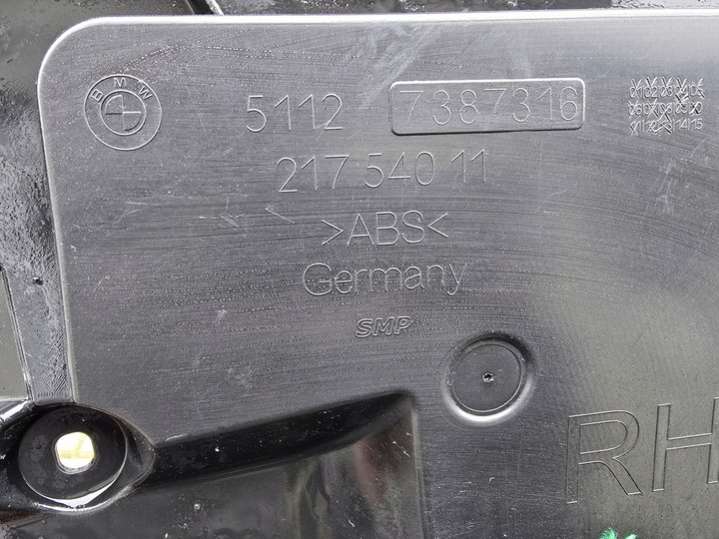 BMW
5112 7387316
217 540 11
>ABS<
Germany
SMP
RH